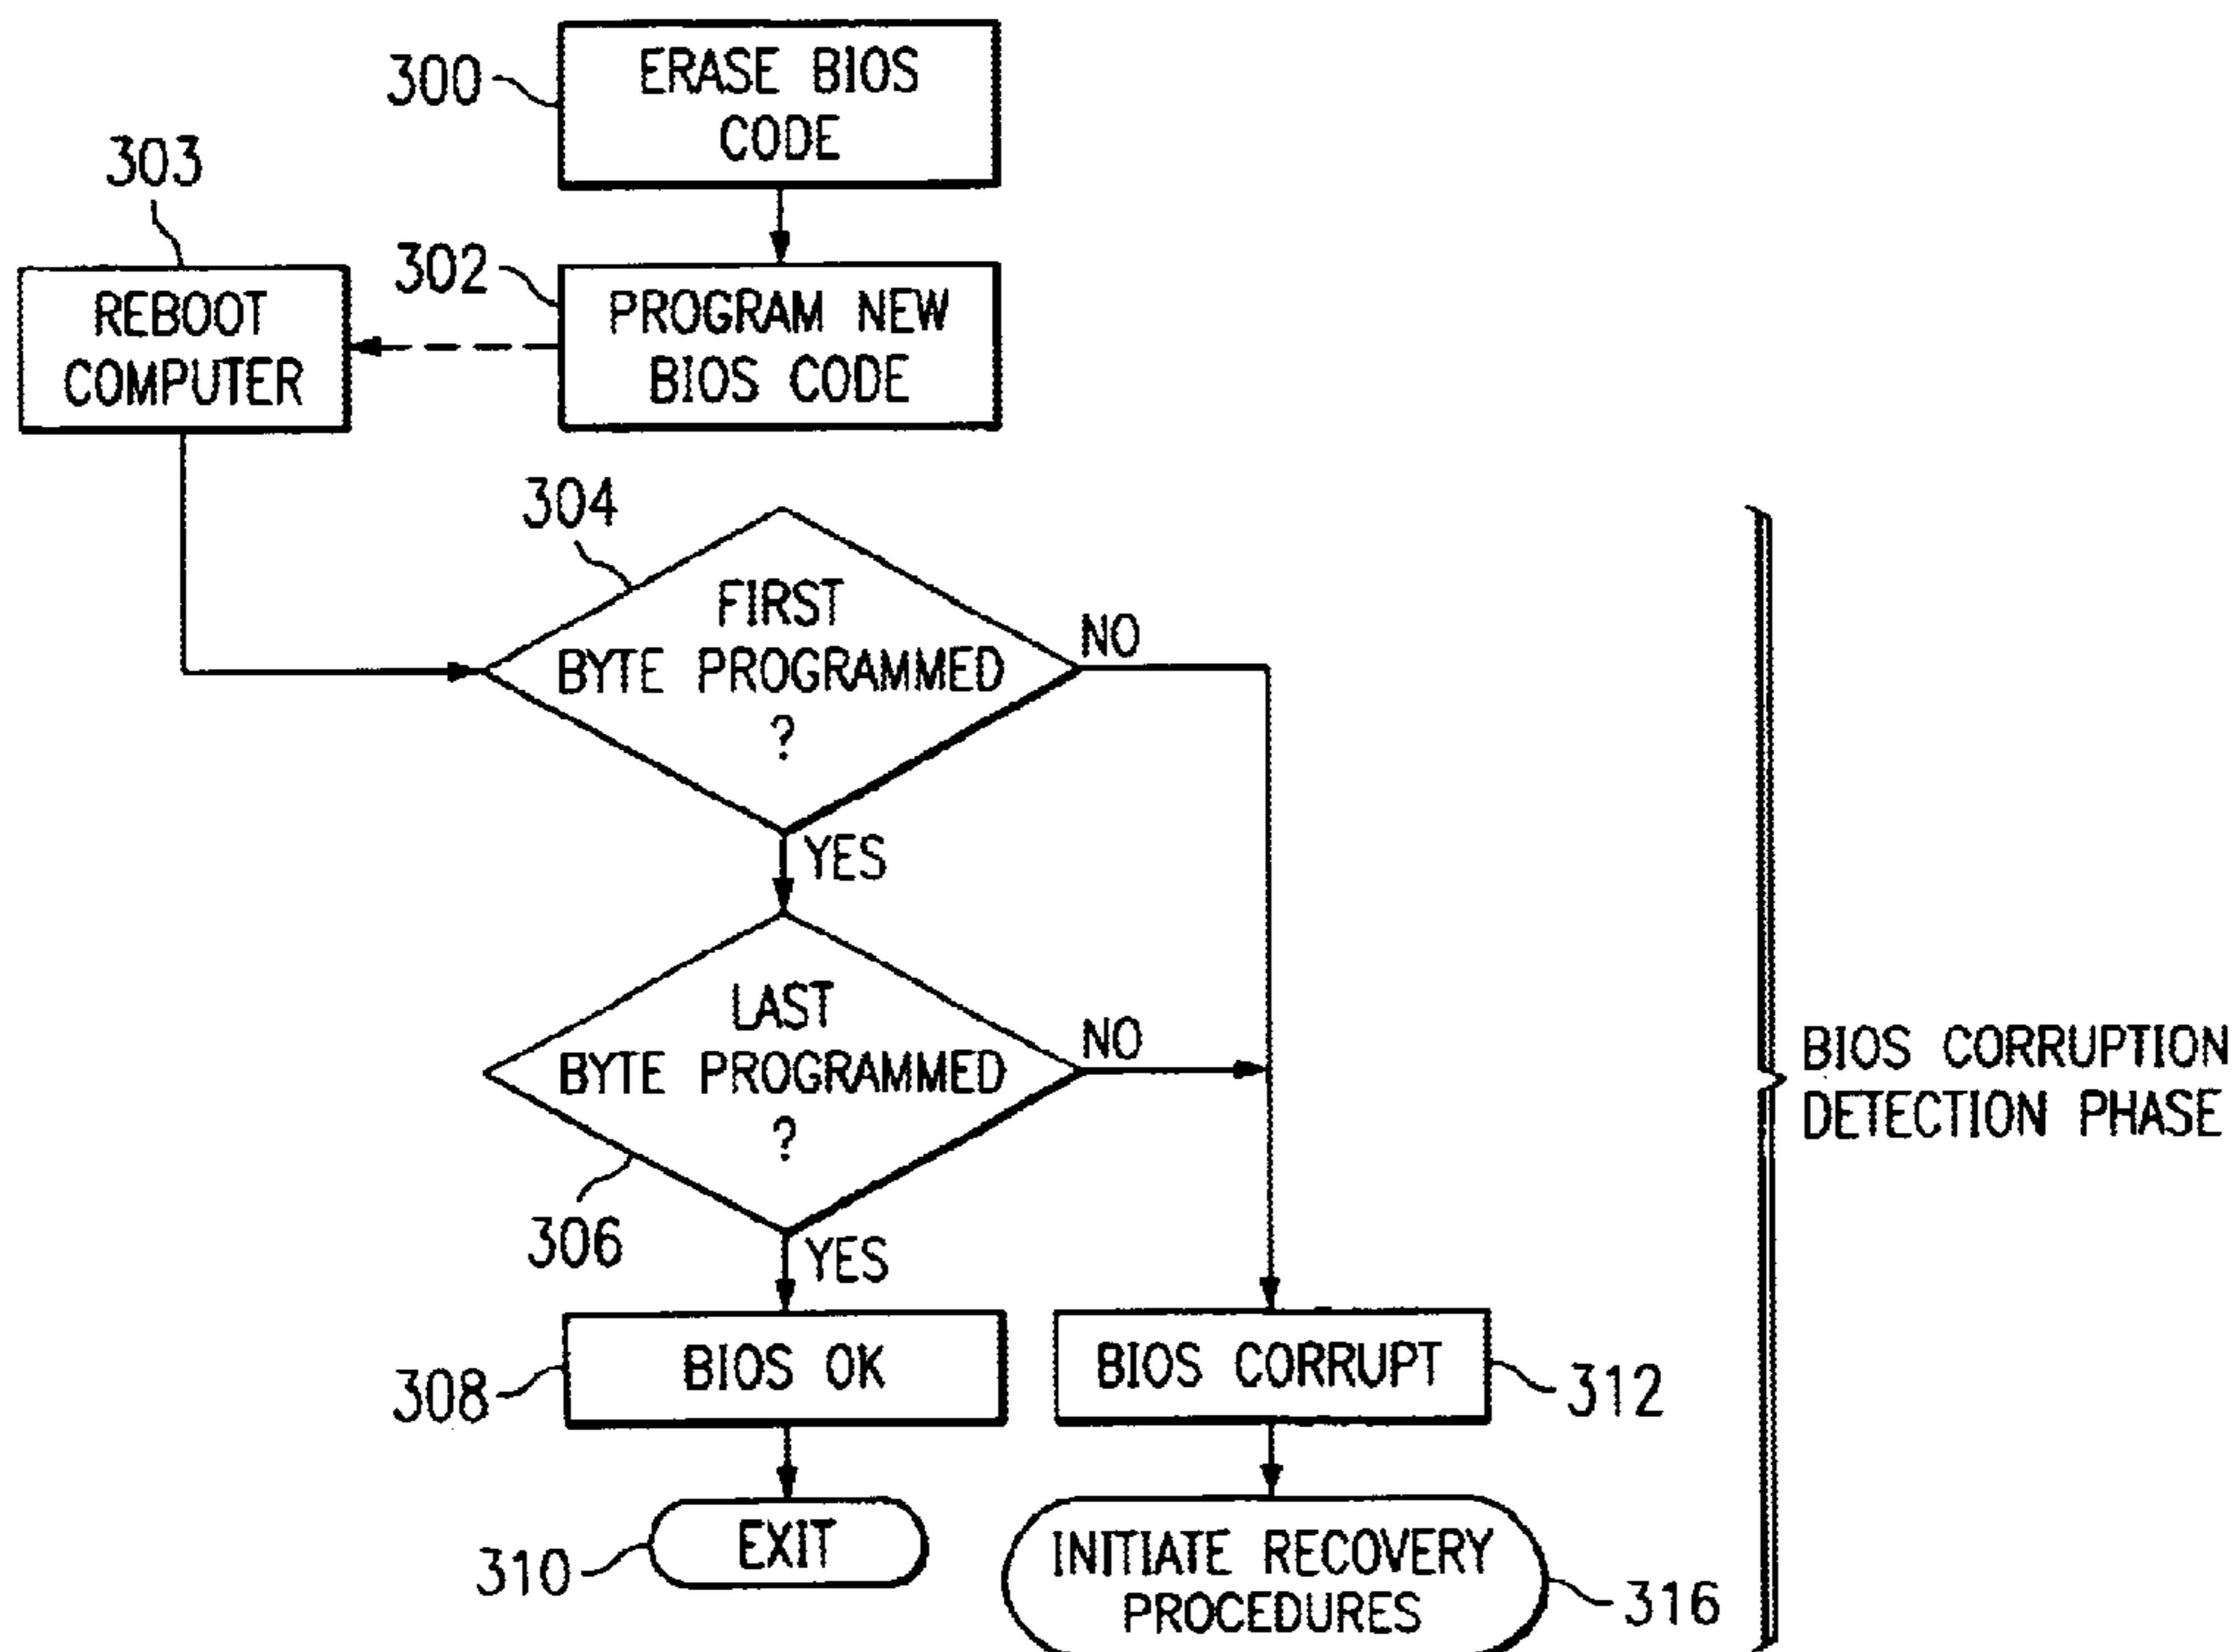 300
ERASE BIOS
CODE
303
302
REBOOT
COMPUTER
PROGRAM NEW
BIOS CODE
304
FIRST
BYTE PROGRAMMED
?
NO
YES
LAST
BYTE PROGRAMMED
?
NO
306
YES
BIOS CORRUPTION
DETECTION PHASE
308
BIOS OK
BIOS CORRUPT
312
310
EXIT
INITIATE RECOVERY
PROCEDURES
316